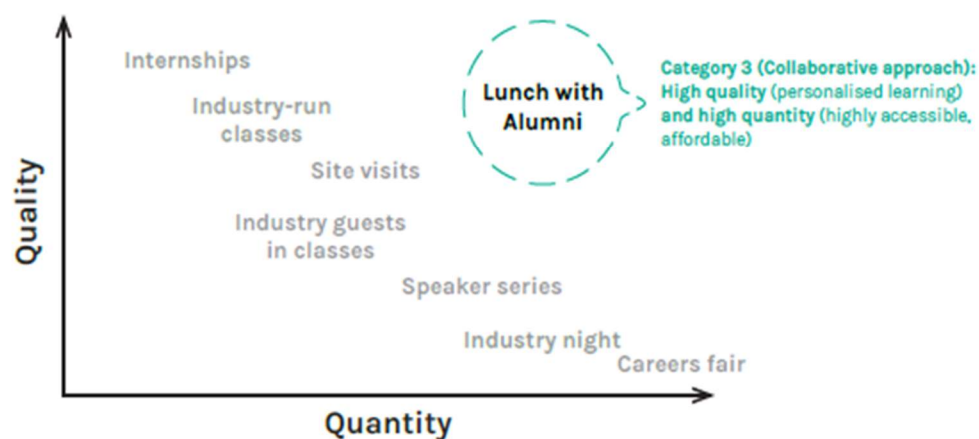 Internships
Industry-run
classes
Site visits
Industry guests
in classes
Speaker series
Industry night
Careers fair
Lunch with
Alumni
Category 3 (Collaborative approach):
High quality (personalised learning)
and high quantity (highly accessible,
affordable)
Quality
Quantity